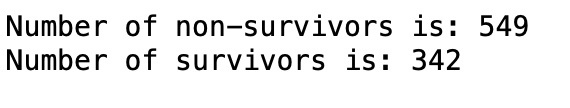 Number of non-survivors is: 549
Number of survivors is: 342